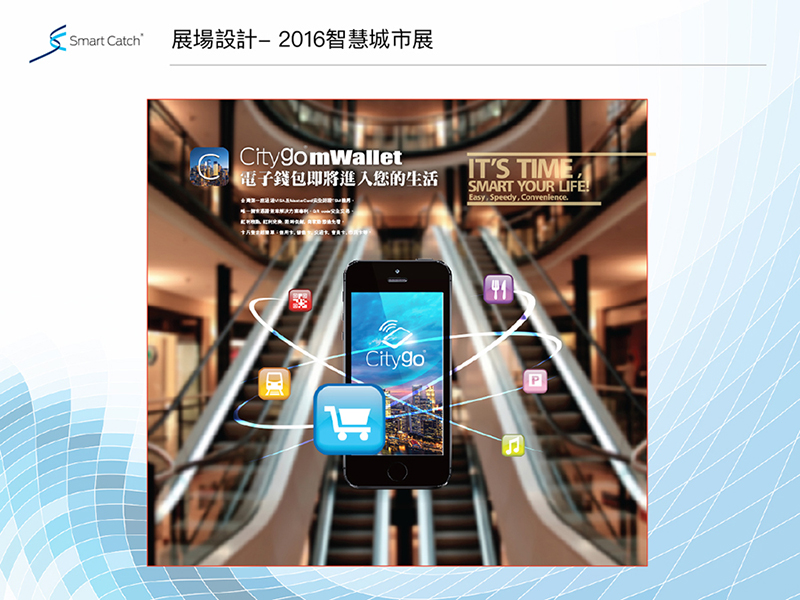 Smart Catch®
展場設計– 2016智慧城市展
Citygo® mWallet
電子錢包即將進入您的生活
IT'S TIME,
SMART YOUR LIFE!
Easy, Speedy, Convenience.
Citygo®
P